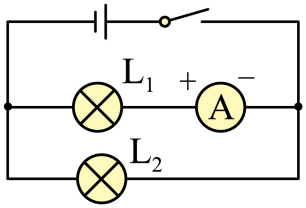 L₁ + −
A
L₂